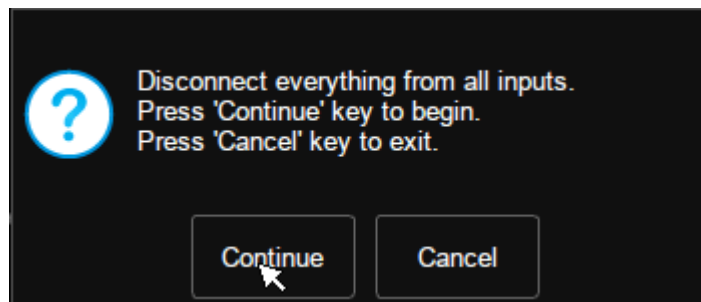 Disconnect everything from all inputs.
Press 'Continue' key to begin.
Press 'Cancel' key to exit.
Continue
Cancel